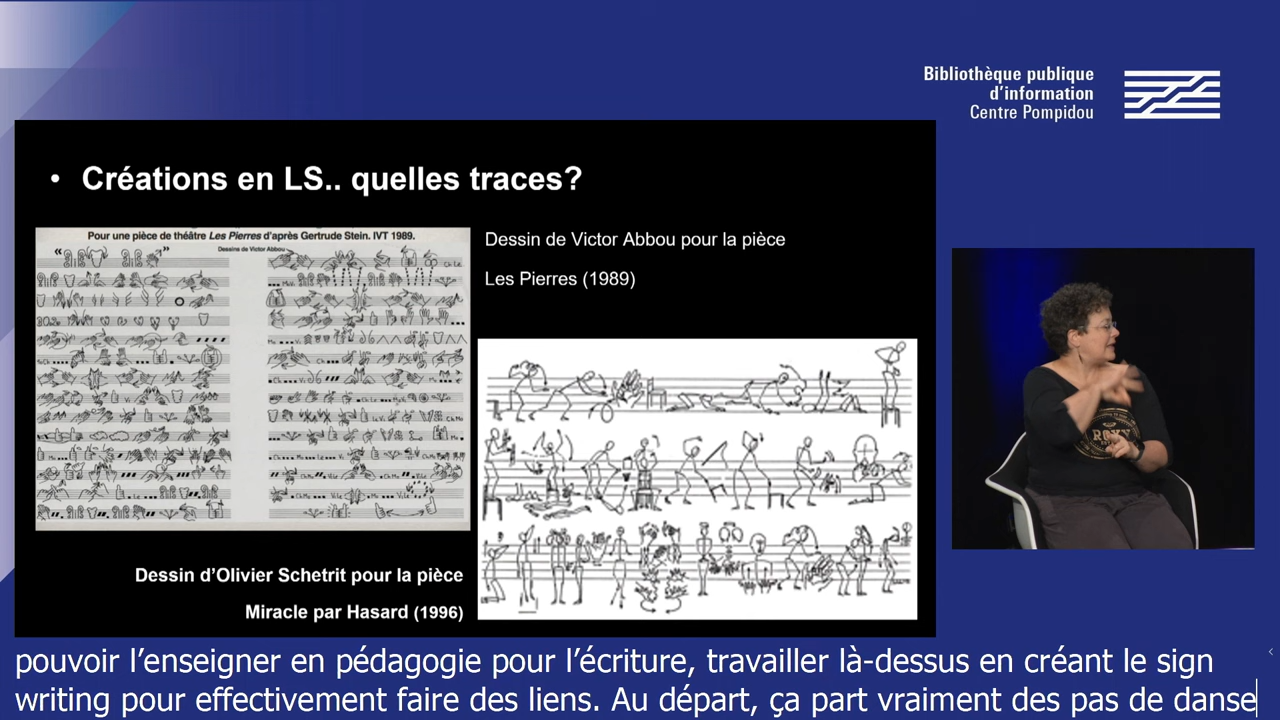 Bibliothèque publique
d'information
Centre Pompidou
• Créations en LS.. quelles traces?
Pour une pièce de théâtre Les Pierres d'après Gertrude Stein. IVT 1989.
Dessins de Victor Abbou
Dessin de Victor Abbou pour la pièce
Les Pierres (1989)
Dessin d'Olivier Schetrit pour la pièce
Miracle par Hasard (1996)
ROXY
pouvoir l'enseigner en pédagogie pour l'écriture, travailler là-dessus en créant le sign
writing pour effectivement faire des liens. Au départ, ça part vraiment des pas de danse